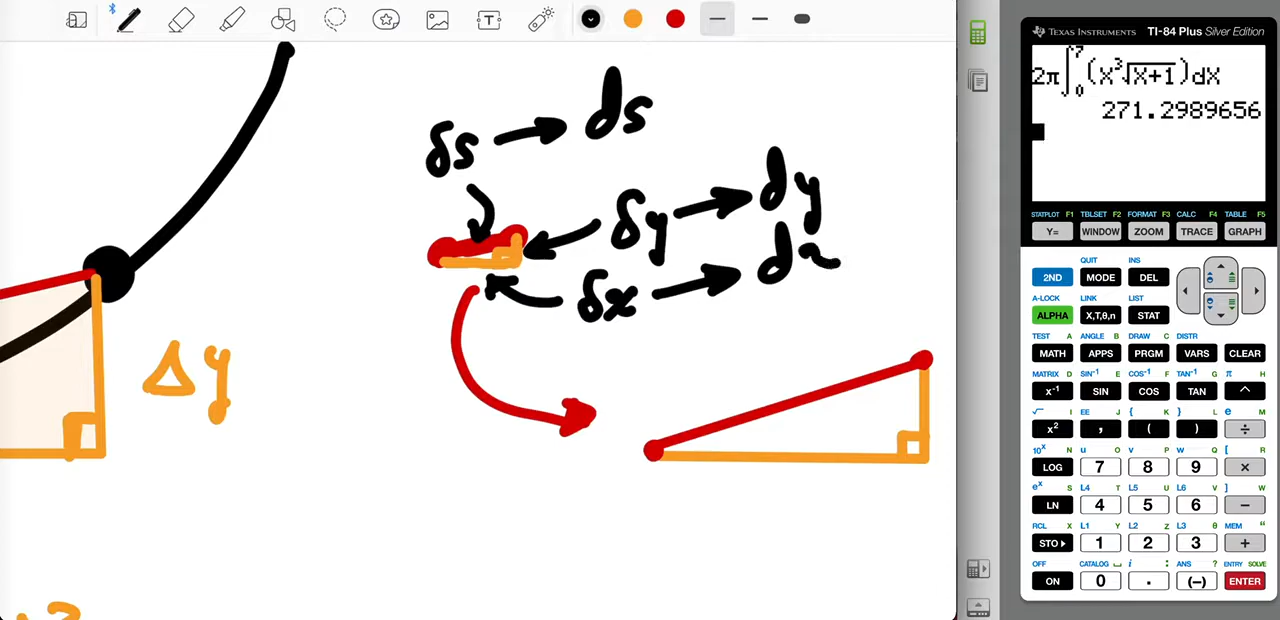 δs → ds
δy → dy
δx → dx
Δy
T
TEXAS INSTRUMENTS TI-84 Plus Silver Edition
2π∫₀⁷(X³√X+1)dX
271.2989656
STATPLOT F1 TBLSET F2 FORMAT F3 CALC F4 TABLE F5
Y= WINDOW ZOOM TRACE GRAPH
QUIT INS
2ND MODE DEL
A-LOCK LINK LIST
ALPHA X,T,θ,n STAT
TEST A ANGLE B DRAW C DISTR
MATH APPS PRGM VARS CLEAR
MATRIX D SIN⁻¹ E COS⁻¹ F TAN⁻¹ G π H
x⁻¹ SIN COS TAN ^
√ I EE J { K } L e M
x² , ( ) ÷
10ˣ N u O v P w Q [ R
LOG 7 8 9 ×
eˣ S L4 T L5 U L6 V ] W
LN 4 5 6 −
RCL X L1 Y L2 Z L3 θ MEM “
STO▸ 1 2 3 +
OFF CATALOG ⎵ i : ANS ? ENTRY SOLVE
ON 0 . (−) ENTER